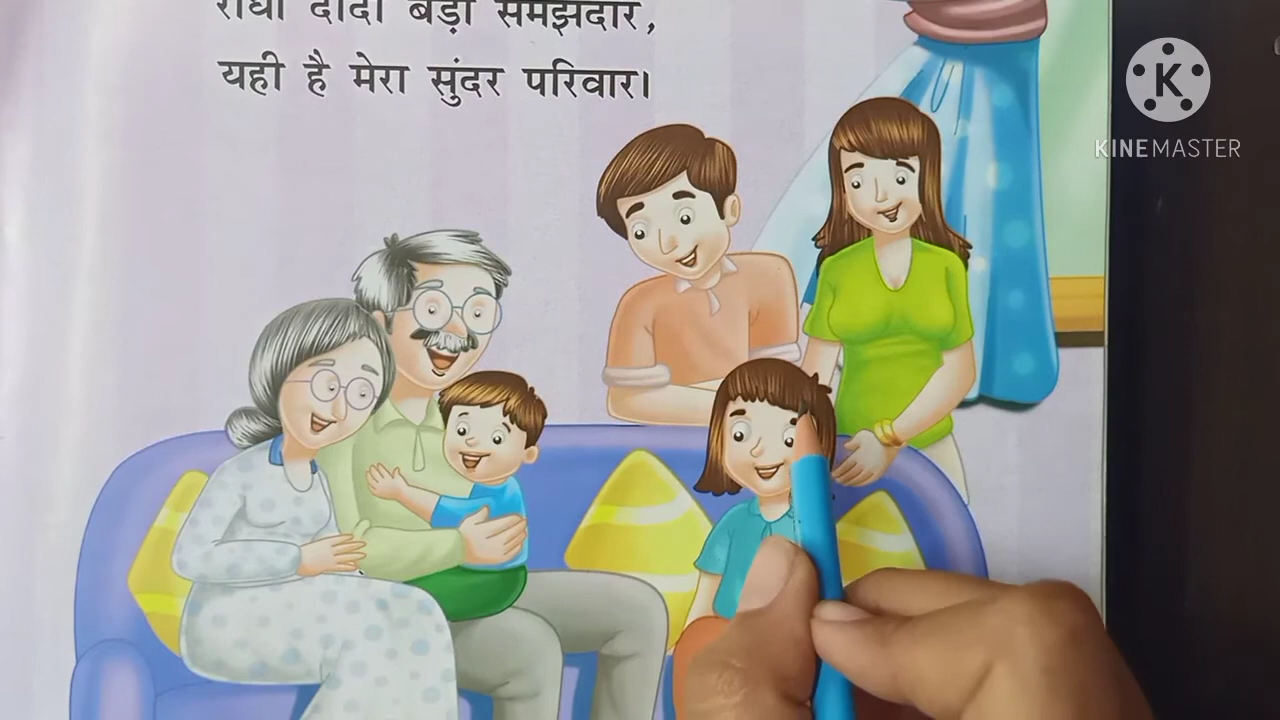 राधा दीदी बड़ी समझदार,
यही है मेरा सुंदर परिवार।
K
KINEMASTER